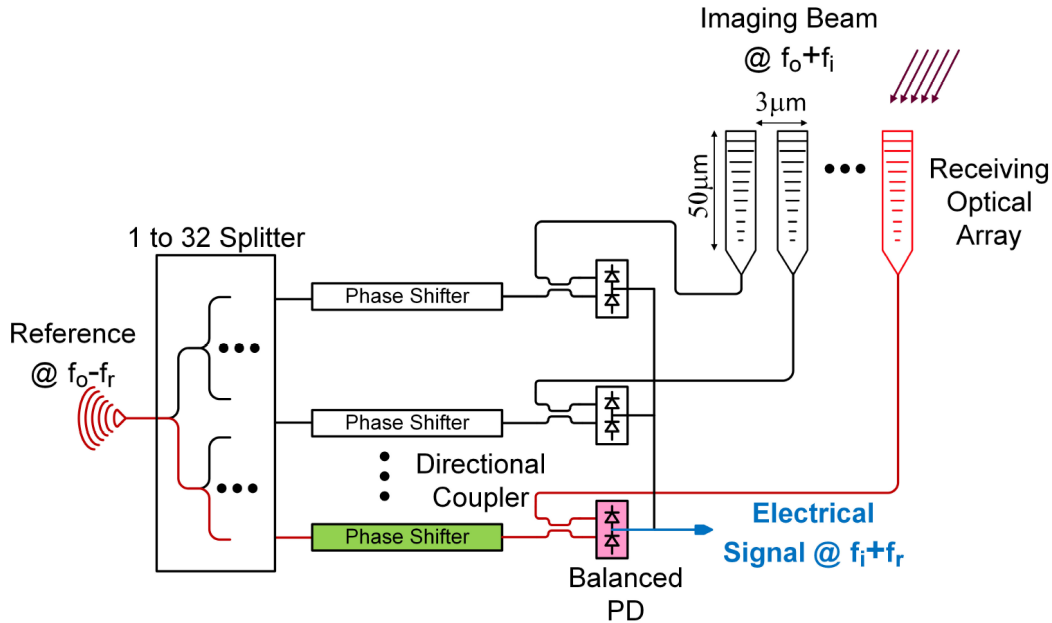 Imaging Beam
@ fo+fi
3μm
50μm
Receiving
Optical
Array
1 to 32 Splitter
Phase Shifter
Reference
@ fo-fr
Phase Shifter
Directional
Coupler
Phase Shifter
Electrical
Signal @ fi+fr
Balanced
PD